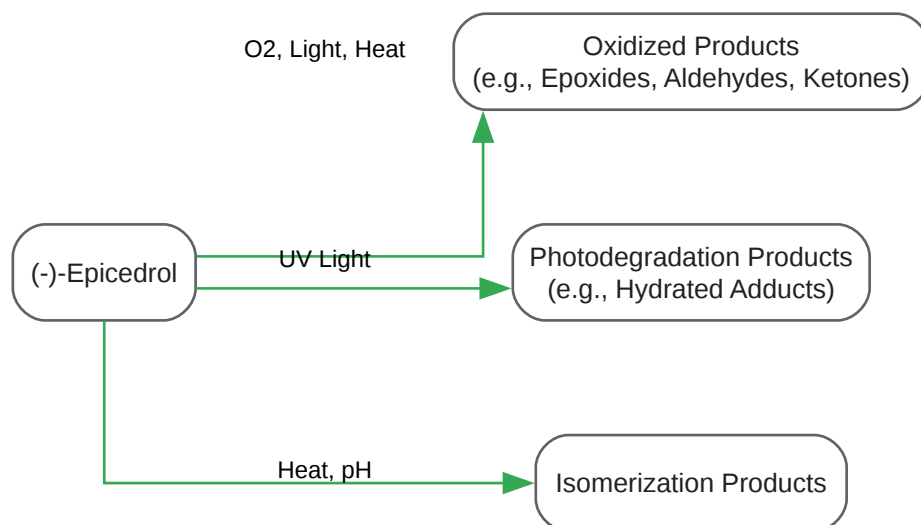 O2, Light, Heat
Oxidized Products
(e.g., Epoxides, Aldehydes, Ketones)
(-)-Epicedrol
UV Light
Photodegradation Products
(e.g., Hydrated Adducts)
Heat, pH
Isomerization Products